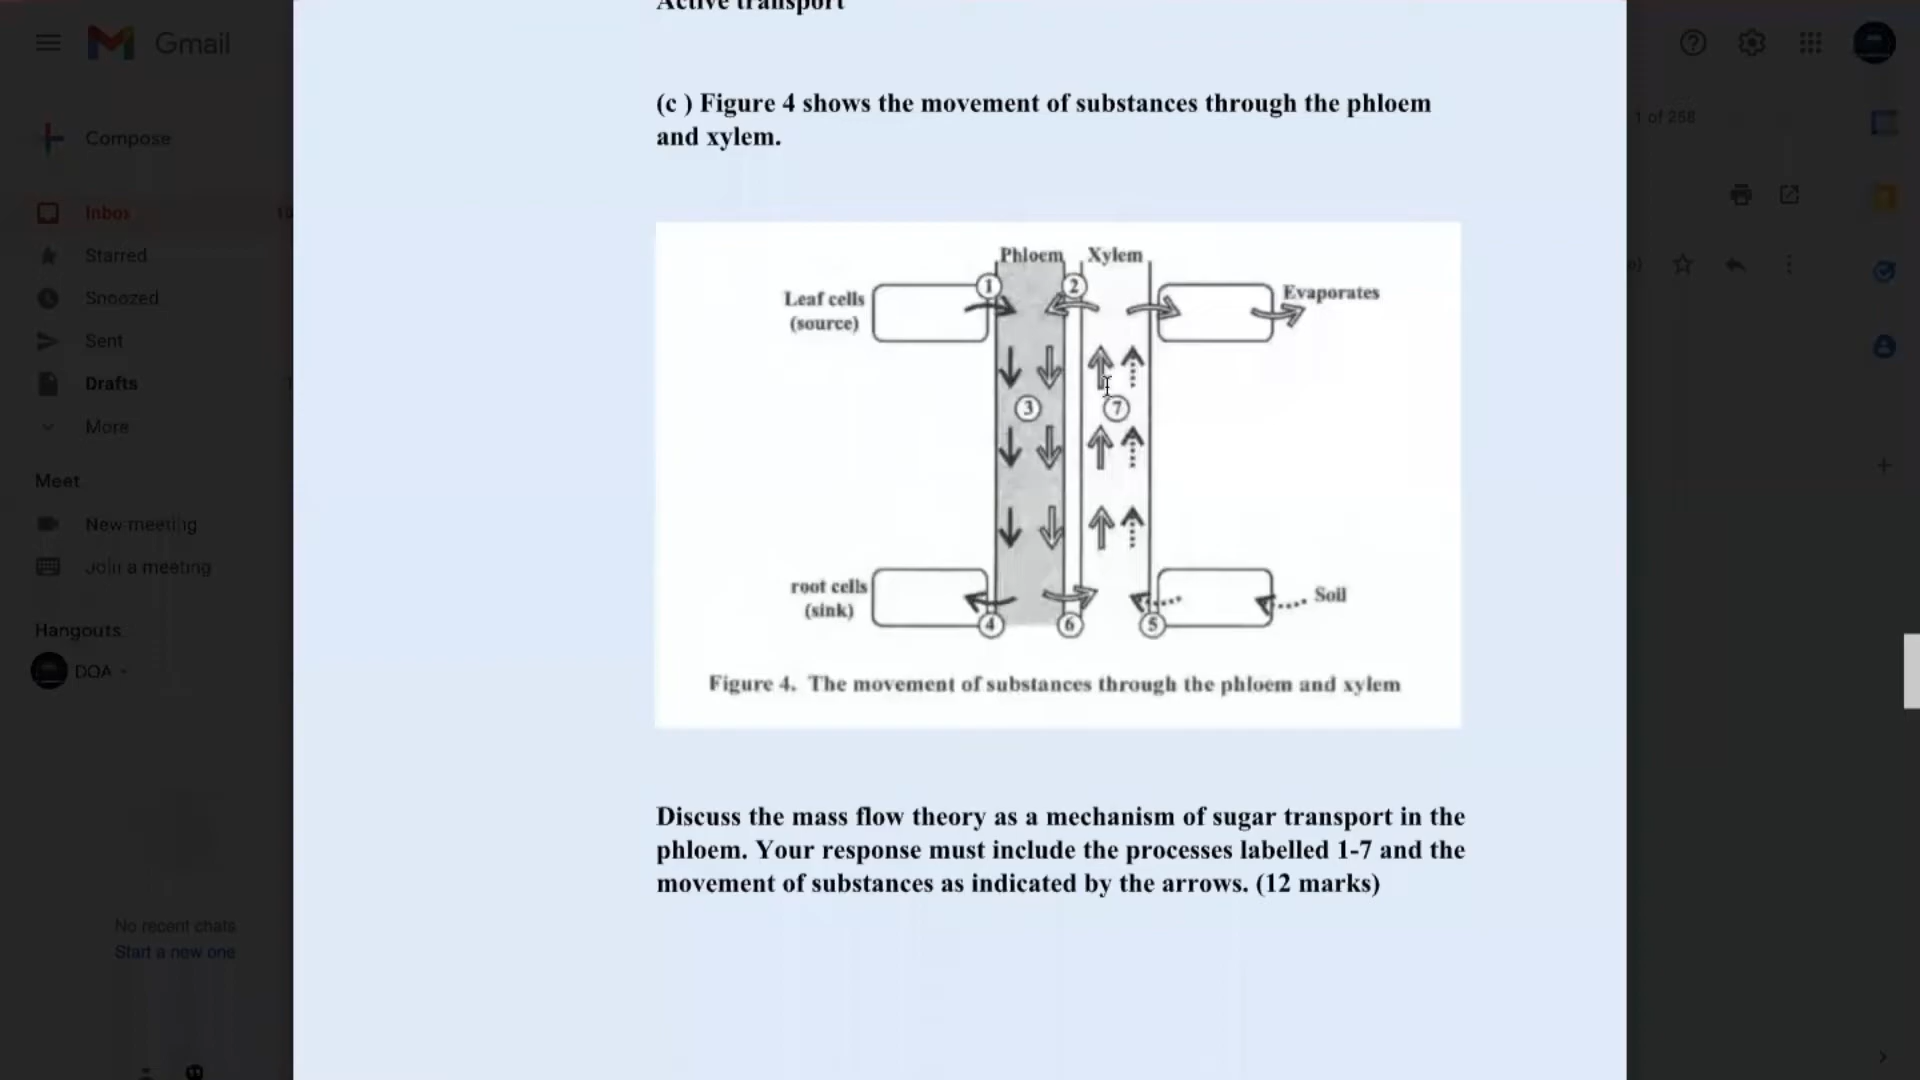 Active transport
Gmail
Compose
1 of 258
Inbox
Starred
Snoozed
Sent
Drafts
More
Meet
New meeting
Join a meeting
Hangouts
DOA
No recent chats
Start a new one
(c ) Figure 4 shows the movement of substances through the phloem
and xylem.
Phloem Xylem
1 2
Leaf cells
(source)
Evaporates
3 7
root cells
(sink)
Soil
4 6 5
Figure 4. The movement of substances through the phloem and xylem
Discuss the mass flow theory as a mechanism of sugar transport in the
phloem. Your response must include the processes labelled 1-7 and the
movement of substances as indicated by the arrows. (12 marks)